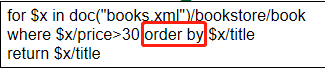 for $x in doc("books.xml")/bookstore/book
where $x/price>30 order by $x/title
return $x/title